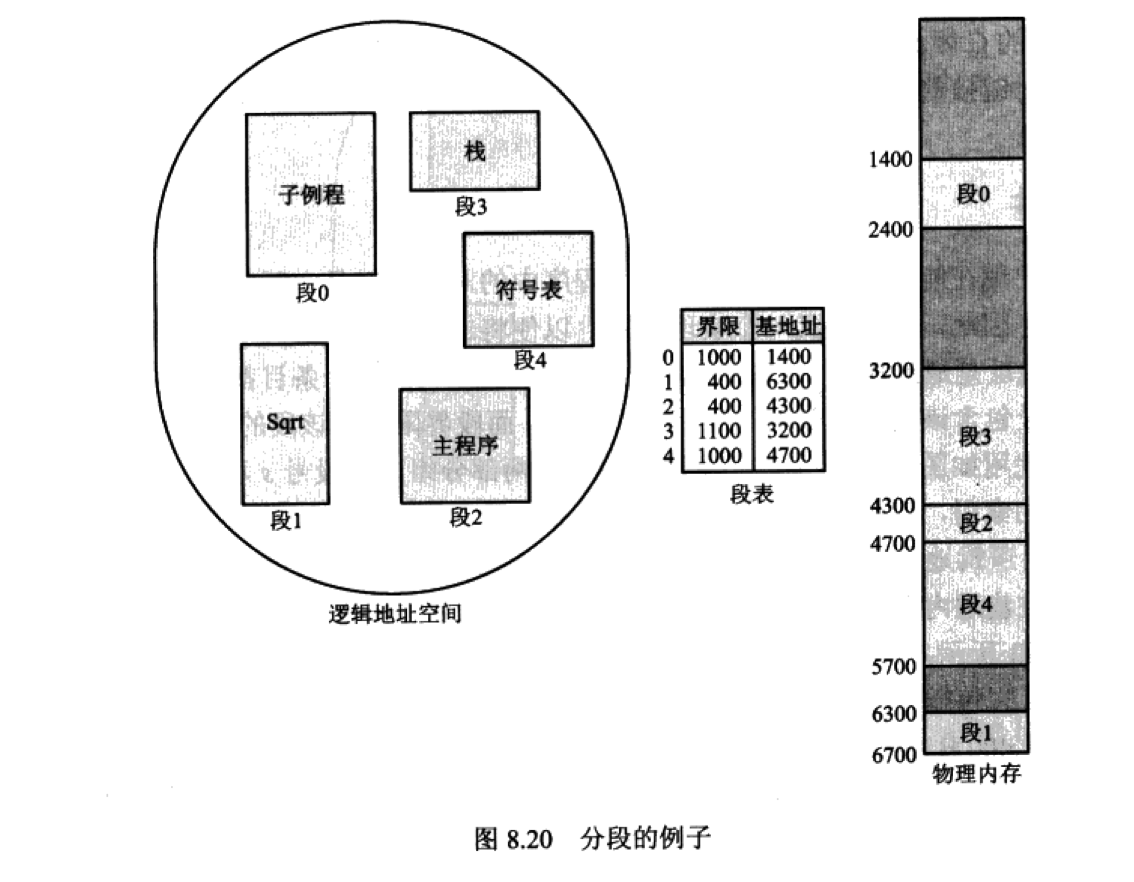 子例程
段0
栈
段3
符号表
段4
Sqrt
段1
主程序
段2
逻辑地址空间
界限 基地址
0 1000 1400
1 400 6300
2 400 4300
3 1100 3200
4 1000 4700
段表
1400
段0
2400
3200
段3
4300
段2
4700
段4
5700
6300
段1
6700
物理内存
图 8.20 分段的例子